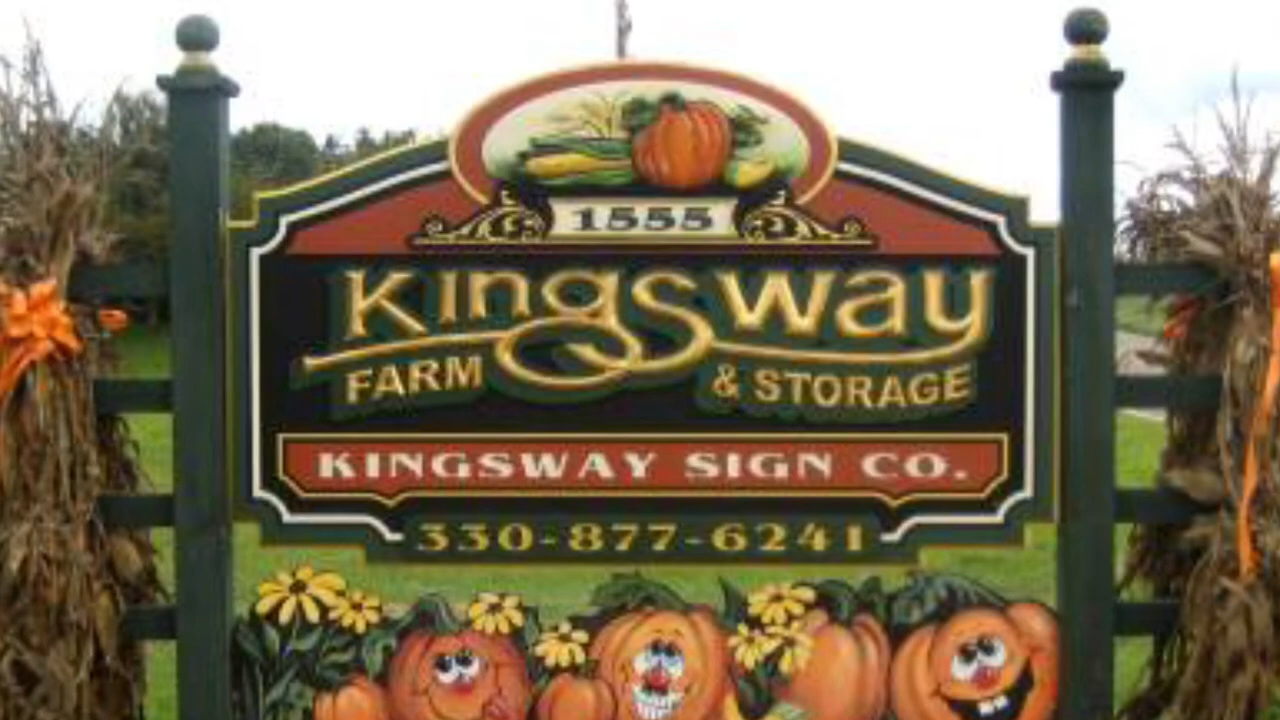 1555
Kingsway
FARM & STORAGE
KINGSWAY SIGN CO.
330-877-6241